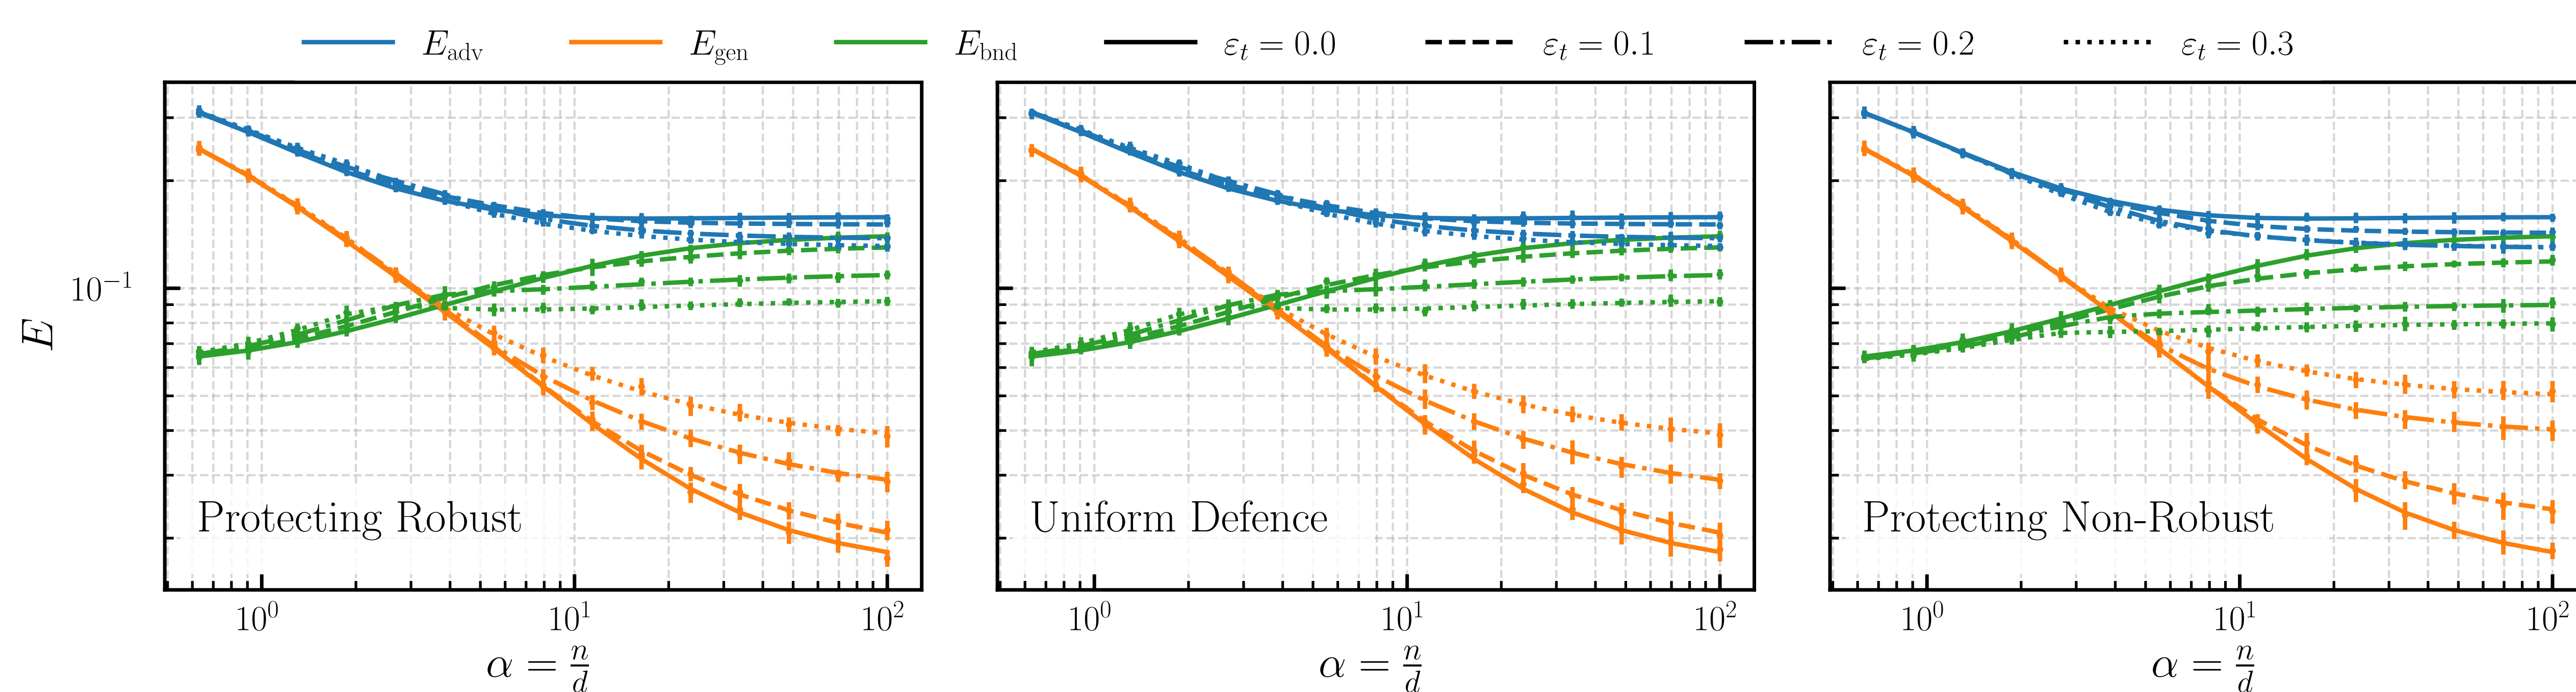 E_adv E_gen E_bnd ε_t = 0.0 ε_t = 0.1 ε_t = 0.2 ε_t = 0.3
E
10^{-1}
Protecting Robust
10^0 10^1 10^2
α = n/d
Uniform Defence
10^0 10^1 10^2
α = n/d
Protecting Non-Robust
10^0 10^1 10^2
α = n/d